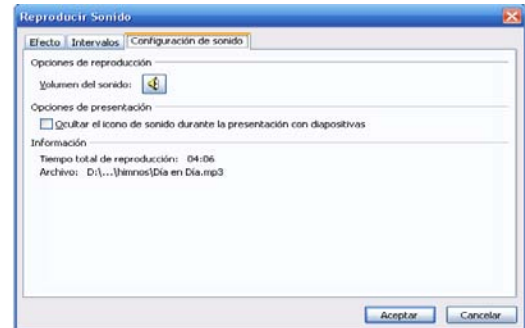 Reproducir Sonido
Efecto Intervalos Configuración de sonido
Opciones de reproducción
Volumen del sonido:
Opciones de presentación
Ocultar el icono de sonido durante la presentación con diapositivas
Información
Tiempo total de reproducción: 04:06
Archivo: D:\...\himnos\Día en Día.mp3
Aceptar Cancelar